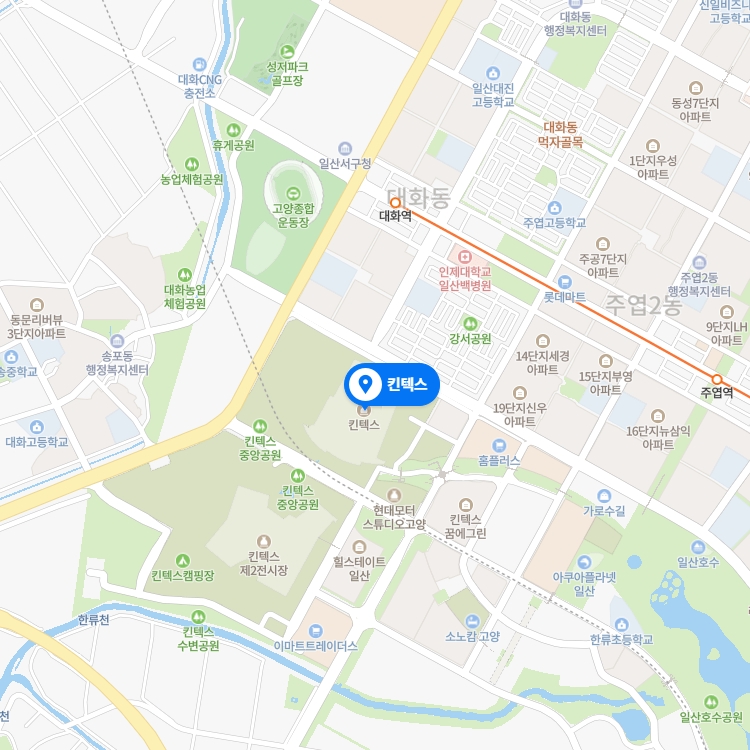 신일비즈니
고등학교
대화동
행정복지센터
성저파크
골프장
대화CNG
충전소
일산대진
고등학교
동성7단지
아파트
휴게공원
대화동
먹자골목
일산서구청
1단지우성
아파트
농업체험공원
고양종합
운동장
대화동
대화역
주엽고등학교
주공7단지
아파트
인제대학교
일산백병원
주엽2동
행정복지센터
대화농업
체험공원
롯데마트
주엽2동
동문리버뷰
3단지아파트
9단지LH
아파트
강서공원
송포동
행정복지센터
14단지세경
아파트
송중학교
15단지부영
아파트
킨텍스
주엽역
킨텍스
19단지신우
아파트
16단지뉴삼익
아파트
대화고등학교
킨텍스
중앙공원
홈플러스
킨텍스
중앙공원
현대모터
스튜디오고양
킨텍스
꿈에그린
가로수길
킨텍스
제2전시장
힐스테이트
일산
일산호수
킨텍스캠핑장
아쿠아플라넷
일산
한류천
킨텍스
수변공원
이마트트레이더스
소노캄 고양
한류초등학교
일산호수공원
천